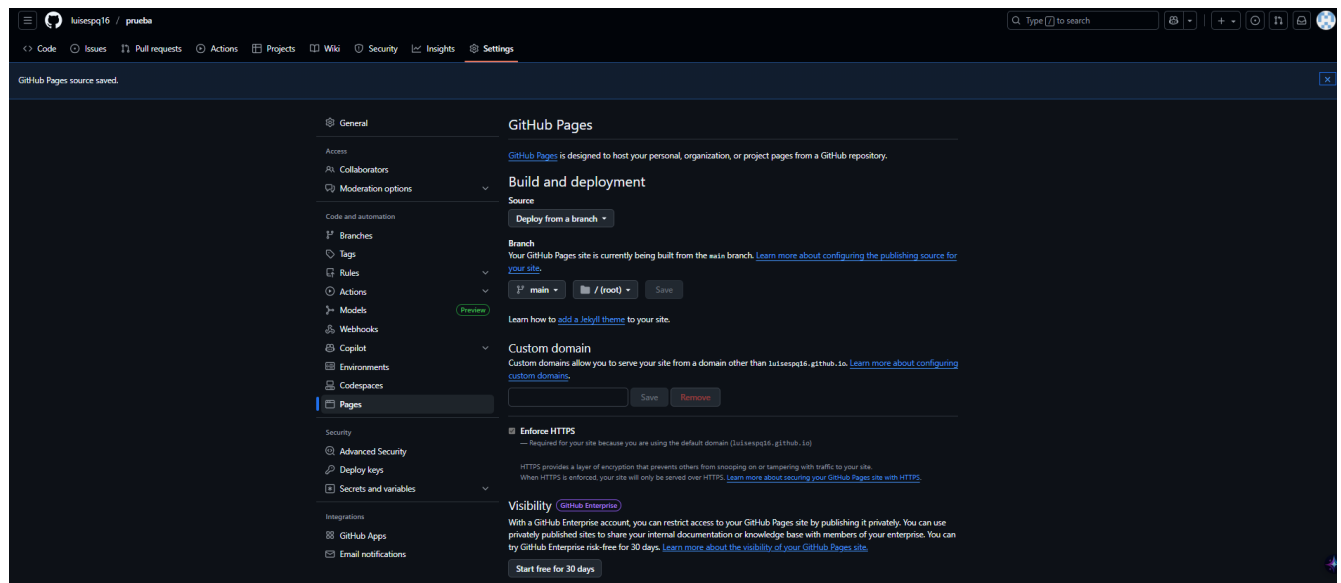 luisespq16 / prueba
Type / to search
Code Issues Pull requests Actions Projects Wiki Security Insights Settings
GitHub Pages source saved.
General
Access
Collaborators
Moderation options
Code and automation
Branches
Tags
Rules
Actions
Models Preview
Webhooks
Copilot
Environments
Codespaces
Pages
Security
Advanced Security
Deploy keys
Secrets and variables
Integrations
GitHub Apps
Email notifications
GitHub Pages
GitHub Pages is designed to host your personal, organization, or project pages from a GitHub repository.
Build and deployment
Source
Deploy from a branch
Branch
Your GitHub Pages site is currently being built from the main branch. Learn more about configuring the publishing source for
your site.
main / (root) Save
Learn how to add a Jekyll theme to your site.
Custom domain
Custom domains allow you to serve your site from a domain other than luisespq16.github.io. Learn more about configuring
custom domains.
Save Remove
Enforce HTTPS
— Required for your site because you are using the default domain (luisespq16.github.io)
HTTPS provides a layer of encryption that prevents others from snooping on or tampering with traffic to your site.
When HTTPS is enforced, your site will only be served over HTTPS. Learn more about securing your GitHub Pages site with HTTPS.
Visibility GitHub Enterprise
With a GitHub Enterprise account, you can restrict access to your GitHub Pages site by publishing it privately. You can use
privately published sites to share your internal documentation or knowledge base with members of your enterprise. You can
try GitHub Enterprise risk-free for 30 days. Learn more about the visibility of your GitHub Pages site.
Start free for 30 days